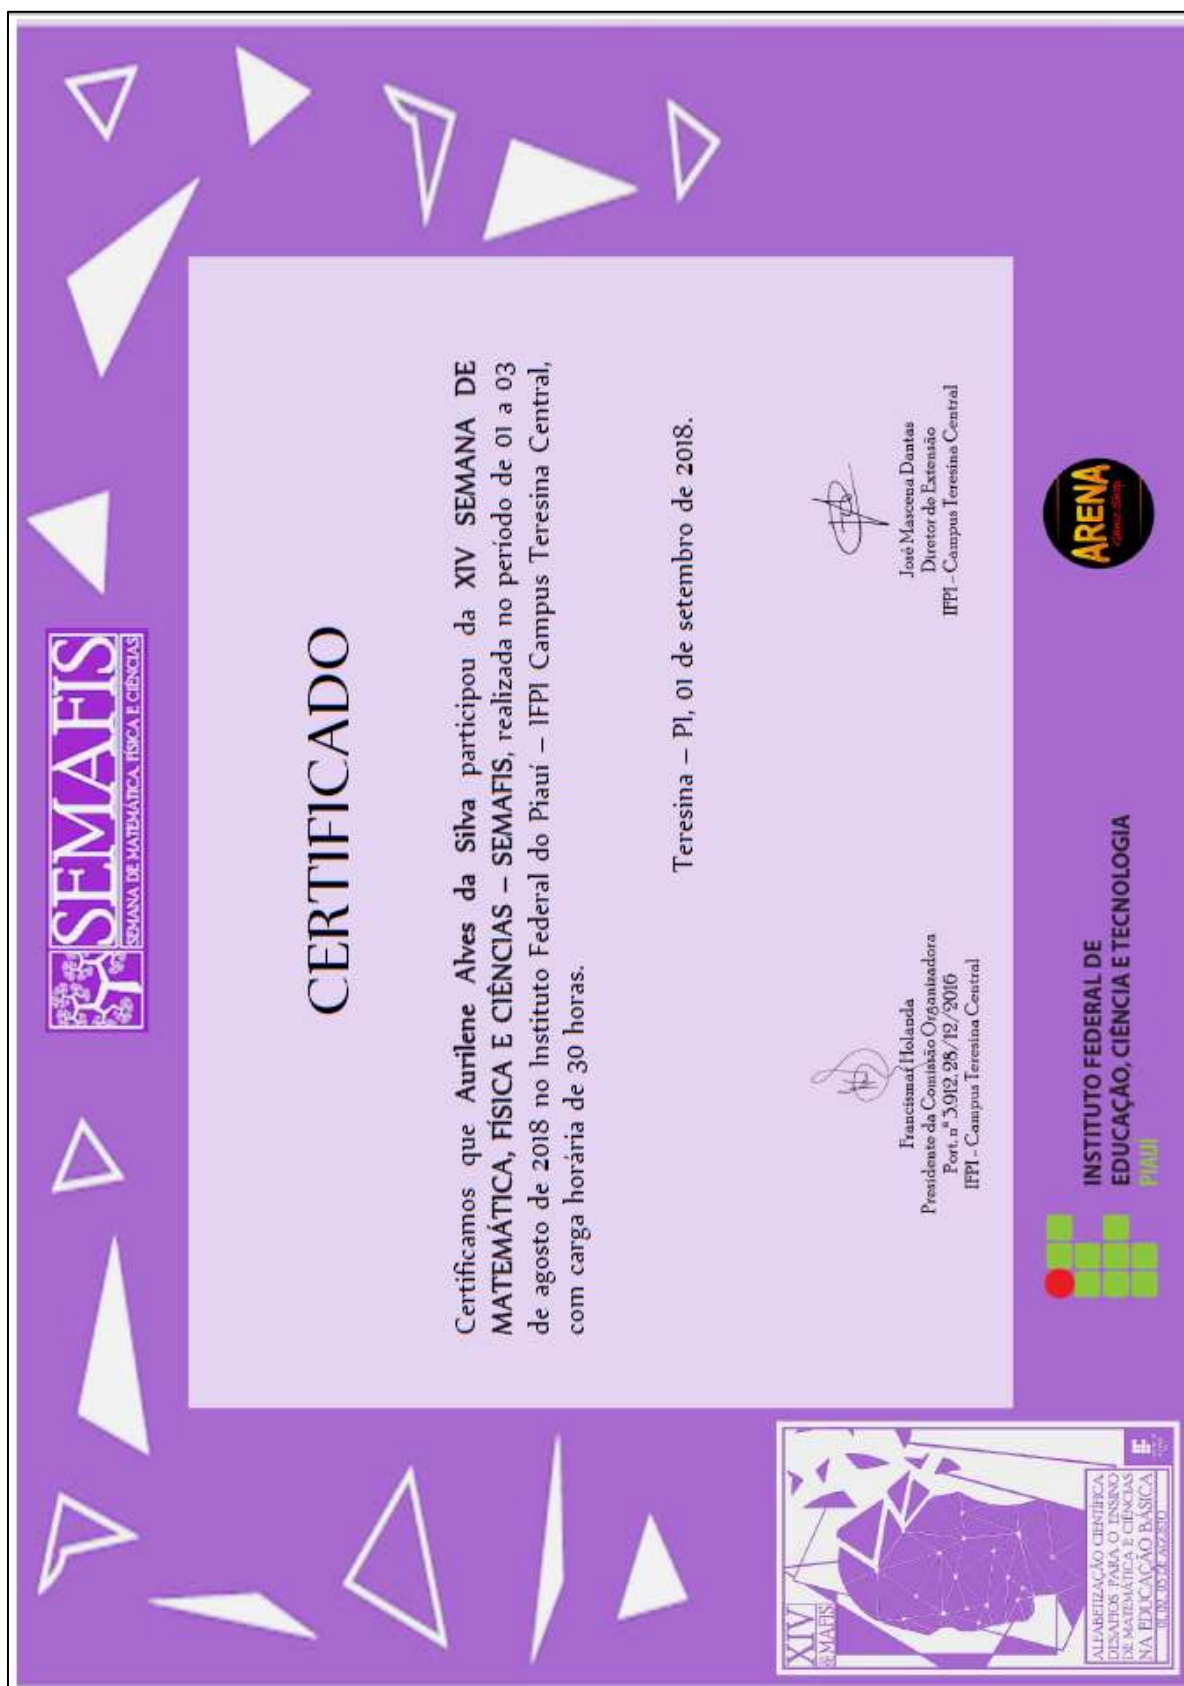 SEMAFIS
SEMANA DE MATEMÁTICA, FÍSICA E CIÊNCIAS
CERTIFICADO
Certificamos que Aurilene Alves da Silva participou da XIV SEMANA DE
MATEMÁTICA, FÍSICA E CIÊNCIAS – SEMAFIS, realizada no período de 01 a 03
de agosto de 2018 no Instituto Federal do Piauí – IFPI Campus Teresina Central,
com carga horária de 30 horas.
Teresina – PI, 01 de setembro de 2018.
Francismar Holanda
Presidente da Comissão Organizadora
Port. nº 3.912, 28/12/2016
IFPI - Campus Teresina Central
José Mascena Dantas
Diretor de Extensão
IFPI - Campus Teresina Central
XIV
SEMAFIS
ALFABETIZAÇÃO CIENTÍFICA:
DESAFIOS PARA O ENSINO
DE MATEMÁTICA E CIÊNCIAS
NA EDUCAÇÃO BÁSICA
01, 02, 03 DE AGOSTO
INSTITUTO FEDERAL DE
EDUCAÇÃO, CIÊNCIA E TECNOLOGIA
PIAUÍ
ARENA